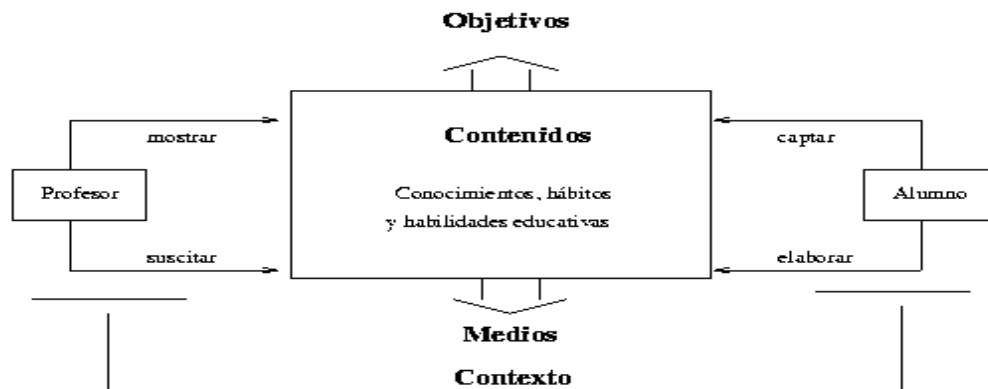 Objetivos
Contenidos
mostrar
captar
Profesor
Conocimientos, hábitos
y habilidades educativas
Alumno
suscitar
elaborar
Medios
Contexto